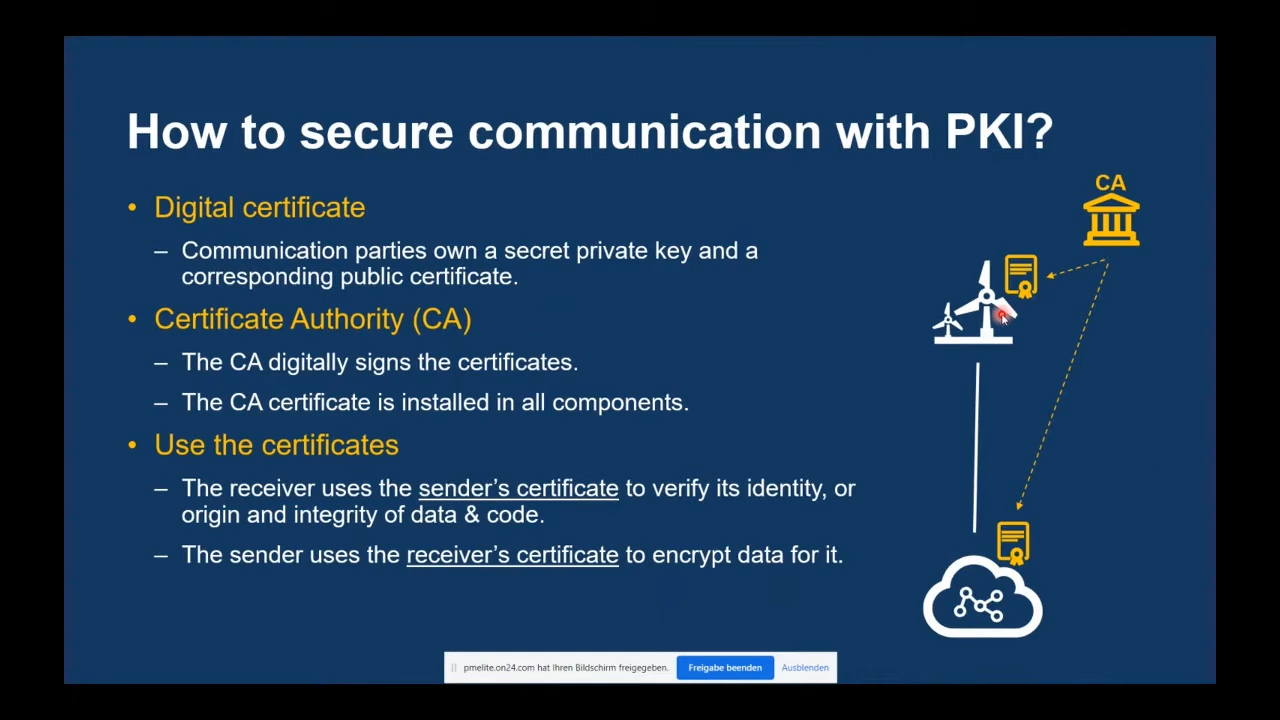 How to secure communication with PKI?
CA
• Digital certificate
– Communication parties own a secret private key and a
corresponding public certificate.
• Certificate Authority (CA)
– The CA digitally signs the certificates.
– The CA certificate is installed in all components.
• Use the certificates
– The receiver uses the sender’s certificate to verify its identity, or
origin and integrity of data & code.
– The sender uses the receiver’s certificate to encrypt data for it.
pmelite.on24.com hat Ihren Bildschirm freigegeben. Freigabe beenden Ausblenden